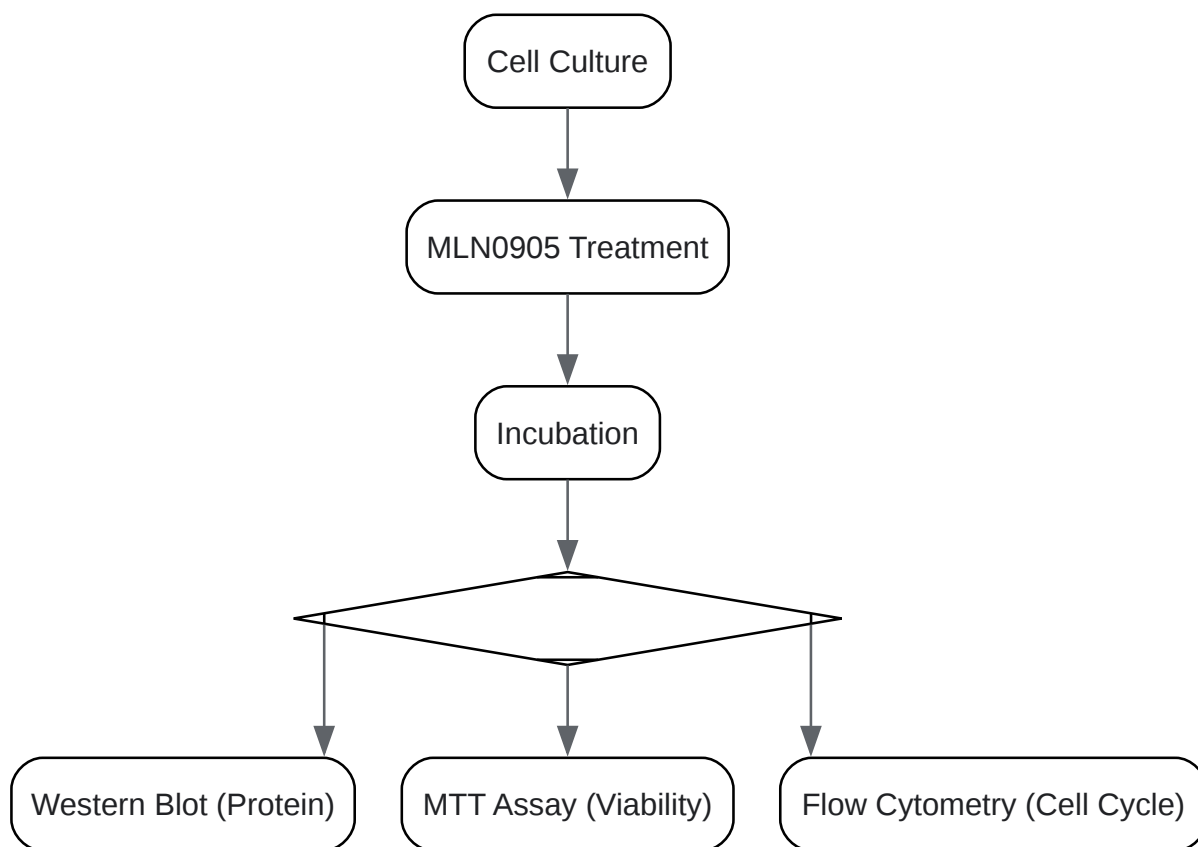 Cell Culture
MLN0905 Treatment
Incubation
Western Blot (Protein)
MTT Assay (Viability)
Flow Cytometry (Cell Cycle)